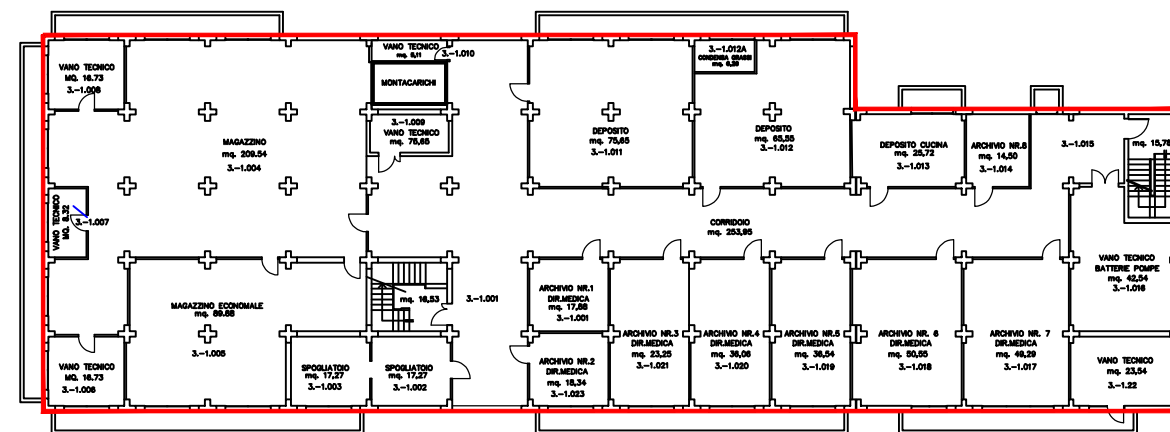 VANO TECNICO
MQ. 16.73
3.-1.008
VANO TECNICO
mq. 5,11
3.-1.010
MONTACARICHI
3.-1.009
VANO TECNICO
mq. 75,65
MAGAZZINO
mq. 209.54
3.-1.004
DEPOSITO
mq. 75,65
3.-1.011
3.-1.012A
CONDENSA GRASSI
DEPOSITO
mq. 65,55
3.-1.012
DEPOSITO CUCINA
mq. 25,72
3.-1.013
ARCHIVIO NR.8
mq. 14,50
3.-1.014
3.-1.015
mq. 15,78
VANO TECNICO
MQ. 8.32
3.-1.007
CORRIDOIO
mq. 253,95
VANO TECNICO
BATTERIE POMPE
mq. 42,54
3.-1.016
MAGAZZINO ECONOMALE
mq. 89.88
3.-1.005
mq. 16,53
3.-1.001
ARCHIVIO NR.1
DIR.MEDICA
mq. 17,88
3.-1.001
ARCHIVIO NR.2
DIR.MEDICA
mq. 18,34
3.-1.023
ARCHIVIO NR.3
DIR.MEDICA
mq. 23,25
3.-1.021
ARCHIVIO NR.4
DIR.MEDICA
mq. 36,06
3.-1.020
ARCHIVIO NR.5
DIR.MEDICA
mq. 36,54
3.-1.019
ARCHIVIO NR. 6
DIR.MEDICA
mq. 50,55
3.-1.018
ARCHIVIO NR. 7
DIR.MEDICA
mq. 49,29
3.-1.017
VANO TECNICO
mq. 23,54
3.-1.22
VANO TECNICO
MQ. 16.73
3.-1.006
SPOGLIATOIO
mq. 17,27
3.-1.003
SPOGLIATOIO
mq. 17,27
3.-1.002